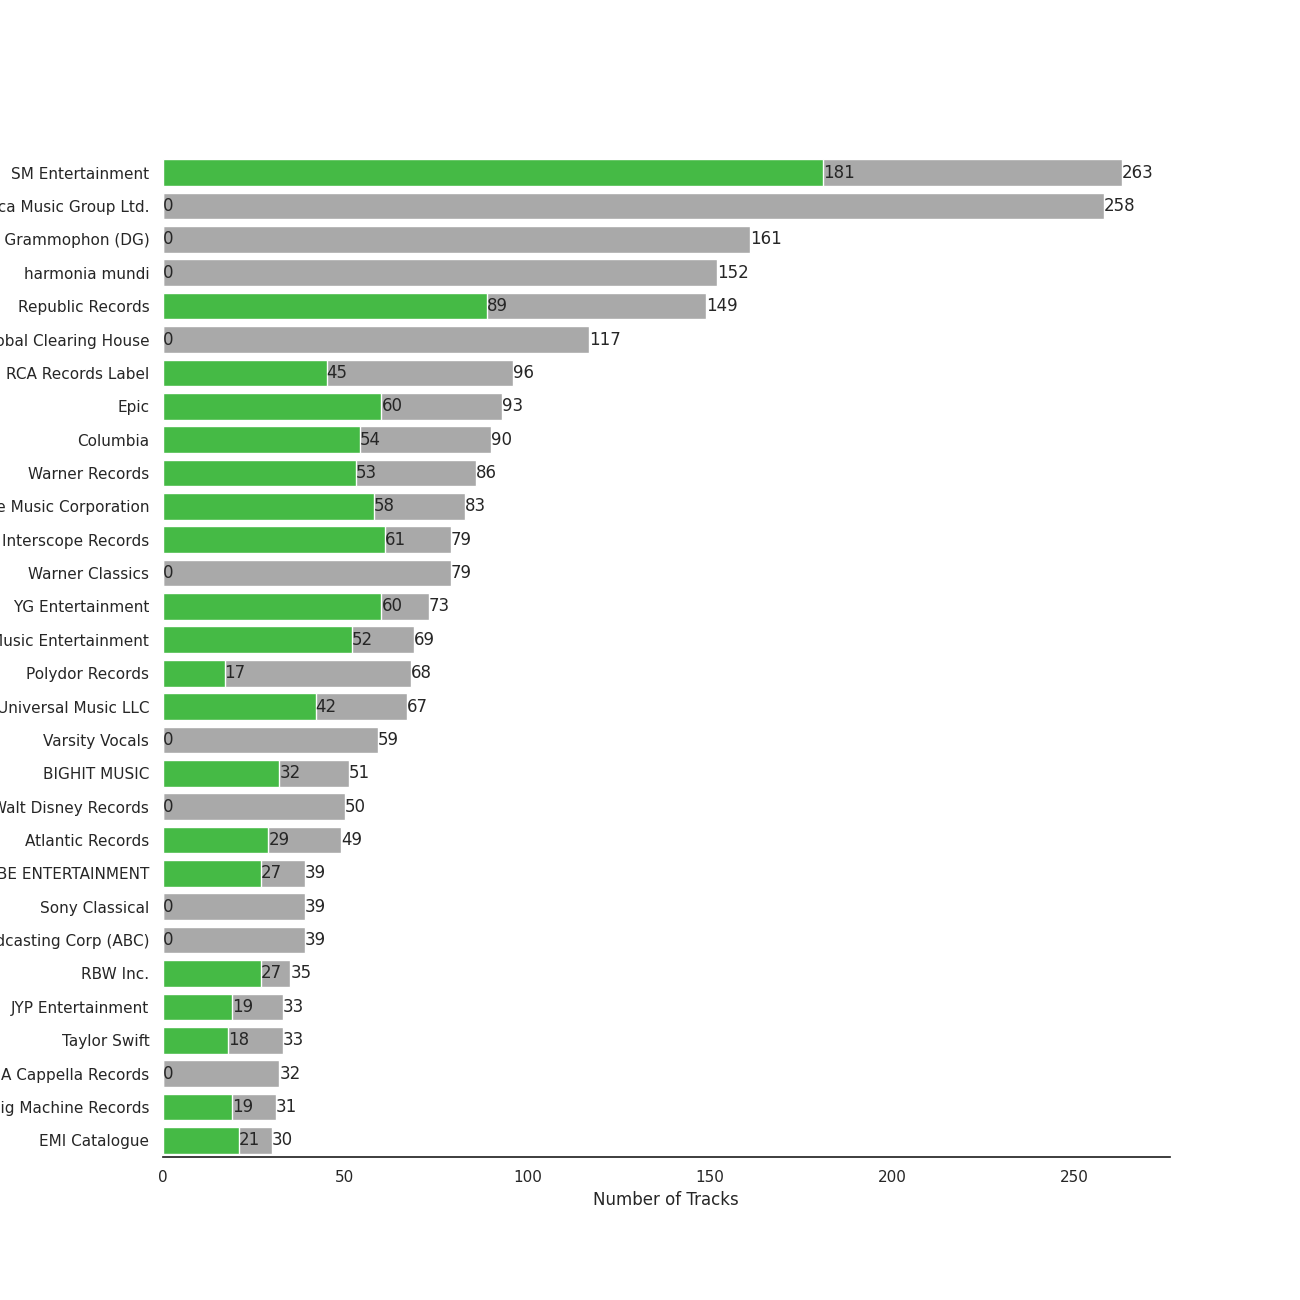 SM Entertainment 181 263
ca Music Group Ltd. 0 258
Grammophon (DG) 0 161
harmonia mundi 0 152
Republic Records 89 149
obal Clearing House 0 117
RCA Records Label 45 96
Epic 60 93
Columbia 54 90
Warner Records 53 86
e Music Corporation 58 83
Interscope Records 61 79
Warner Classics 0 79
YG Entertainment 60 73
Music Entertainment 52 69
Polydor Records 17 68
Universal Music LLC 42 67
Varsity Vocals 0 59
BIGHIT MUSIC 32 51
Walt Disney Records 0 50
Atlantic Records 29 49
BE ENTERTAINMENT 27 39
Sony Classical 0 39
dcasting Corp (ABC) 0 39
RBW Inc. 27 35
JYP Entertainment 19 33
Taylor Swift 18 33
A Cappella Records 0 32
ig Machine Records 19 31
EMI Catalogue 21 30
0 50 100 150 200 250
Number of Tracks